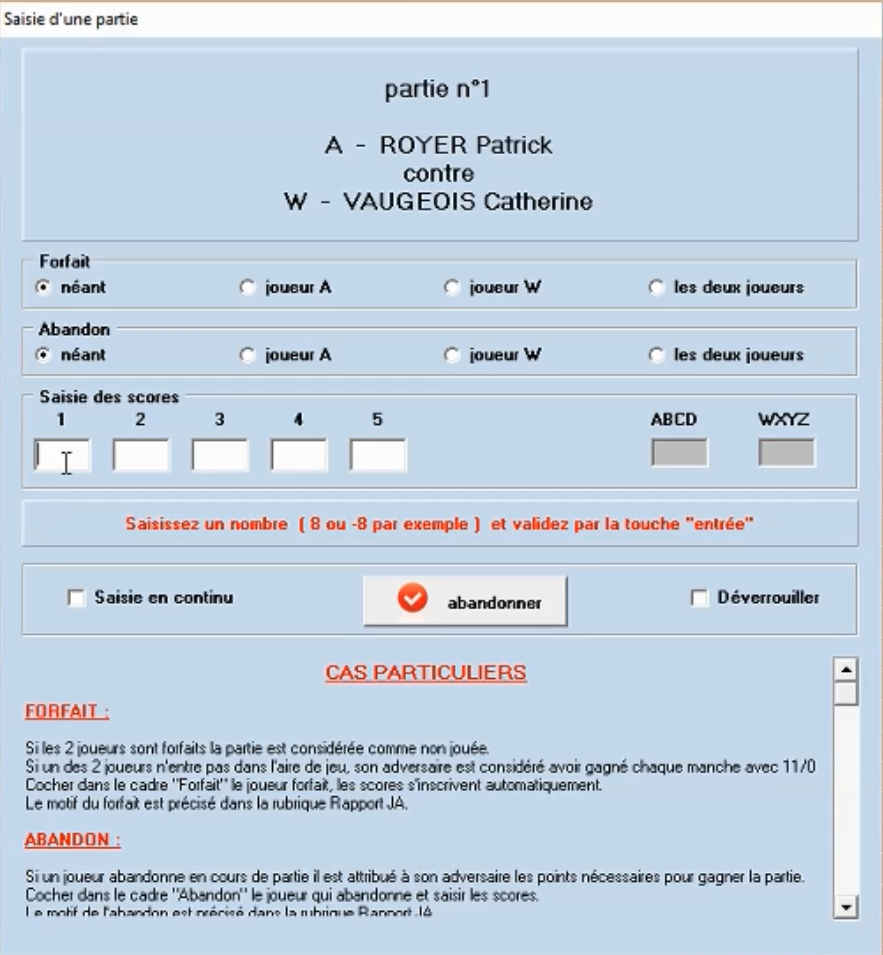 Saisie d'une partie
partie n°1
A - ROYER Patrick
contre
W - VAUGEOIS Catherine
Forfait
néant joueur A joueur W les deux joueurs
Abandon
néant joueur A joueur W les deux joueurs
Saisie des scores
1 2 3 4 5 ABCD WXYZ
Saisissez un nombre ( 8 ou -8 par exemple ) et validez par la touche "entrée"
Saisie en continu abandonner Déverrouiller
CAS PARTICULIERS
FORFAIT :
Si les 2 joueurs sont forfaits la partie est considérée comme non jouée.
Si un des 2 joueurs n'entre pas dans l'aire de jeu, son adversaire est considéré avoir gagné chaque manche avec 11/0
Cocher dans le cadre "Forfait" le joueur forfait, les scores s'inscrivent automatiquement.
Le motif du forfait est précisé dans la rubrique Rapport JA.
ABANDON :
Si un joueur abandonne en cours de partie il est attribué à son adversaire les points nécessaires pour gagner la partie.
Cocher dans le cadre "Abandon" le joueur qui abandonne et saisir les scores.
Le motif de l'abandon est précisé dans la rubrique Rapport JA